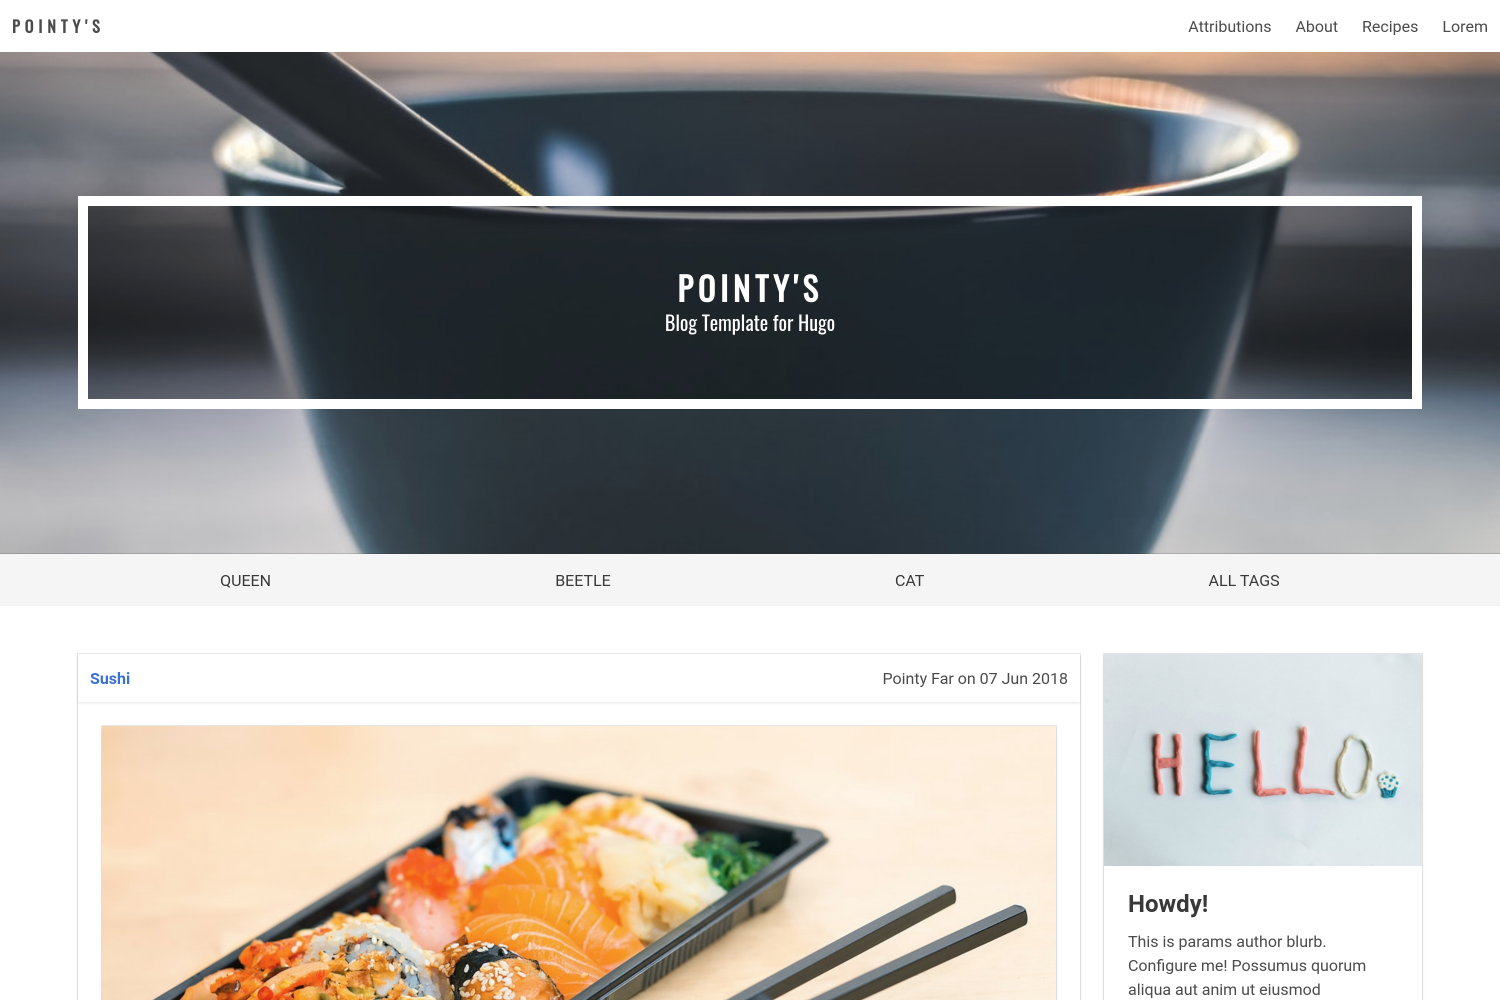 POINTY'S
Attributions About Recipes Lorem
POINTY'S
Blog Template for Hugo
QUEEN BEETLE CAT ALL TAGS
Sushi Pointy Far on 07 Jun 2018
HELLO
Howdy!
This is params author blurb.
Configure me! Possumus quorum
aliqua aut anim ut eiusmod